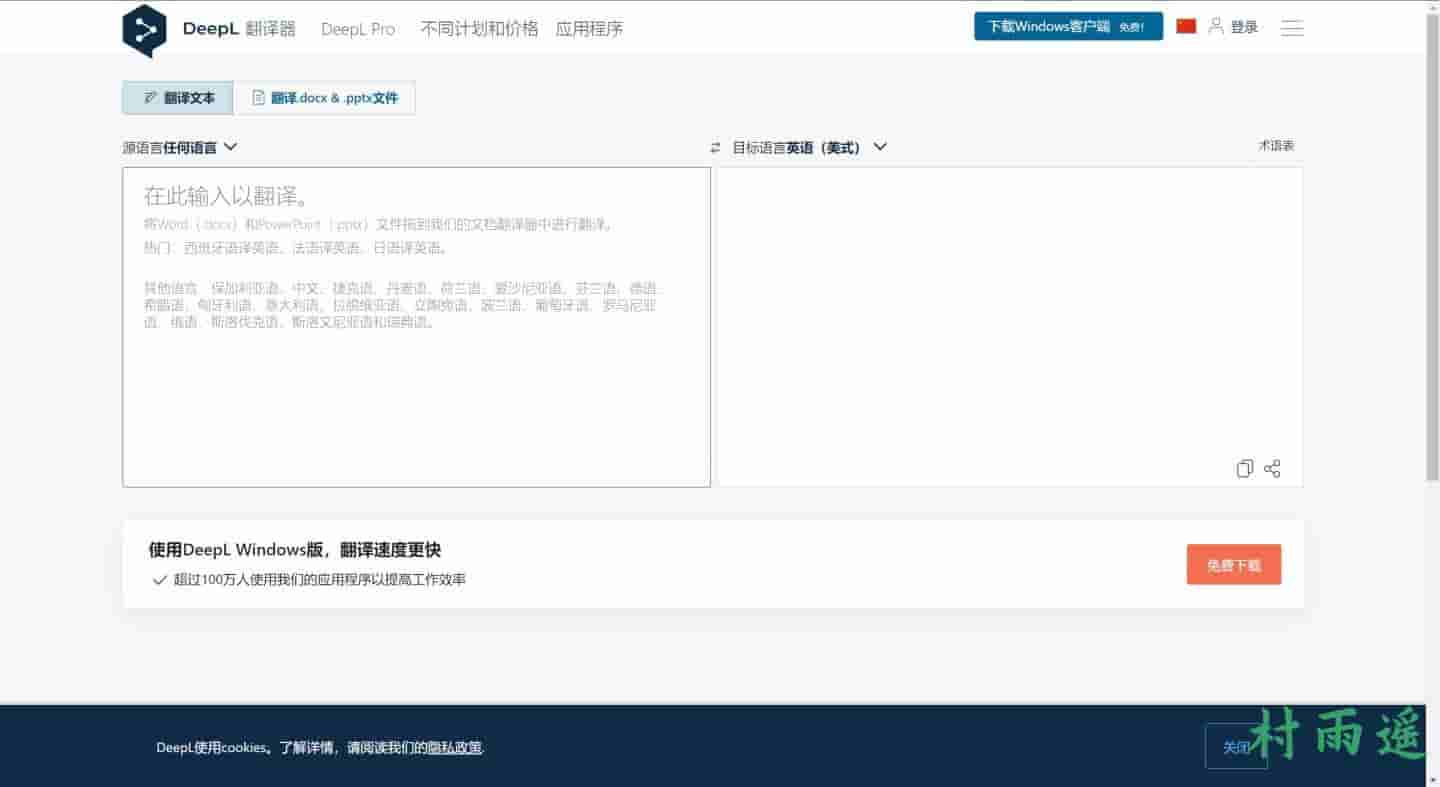 DeepL 翻译器 DeepL Pro 不同计划和价格 应用程序 下载Windows客户端 免费! 登录
翻译文本 翻译.docx & .pptx文件
源语言任何语言 目标语言英语（美式） 术语表
在此输入以翻译。
将Word（.docx）和PowerPoint（.pptx）文件拖到我们的文档翻译器中进行翻译。
热门：西班牙语译英语、法语译英语、日语译英语。
其他语言：保加利亚语、中文、捷克语、丹麦语、荷兰语、爱沙尼亚语、芬兰语、德语、
希腊语、匈牙利语、意大利语、拉脱维亚语、立陶宛语、波兰语、葡萄牙语、罗马尼亚
语、俄语、斯洛伐克语、斯洛文尼亚语和瑞典语。
使用DeepL Windows版，翻译速度更快
超过100万人使用我们的应用程序以提高工作效率
免费下载
DeepL使用cookies。了解详情，请阅读我们的隐私政策.
关闭
村雨遥